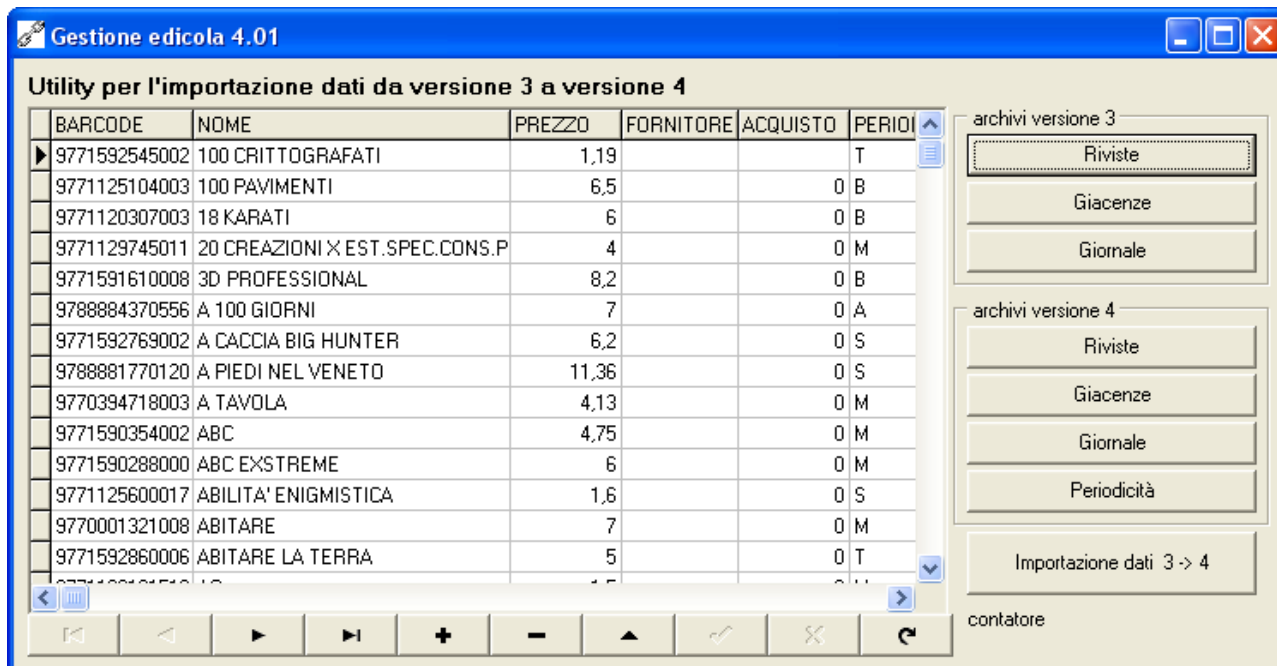 Gestione edicola 4.01
Utility per l'importazione dati da versione 3 a versione 4
BARCODE NOME PREZZO FORNITORE ACQUISTO PERIO
9771592545002 100 CRITTOGRAFATI 1,19 T
9771125104003 100 PAVIMENTI 6,5 0 B
9771120307003 18 KARATI 6 0 B
9771129745011 20 CREAZIONI X EST.SPEC.CONS.P 4 0 M
9771591610008 3D PROFESSIONAL 8,2 0 B
9788884370556 A 100 GIORNI 7 0 A
9771592769002 A CACCIA BIG HUNTER 6,2 0 S
9788881770120 A PIEDI NEL VENETO 11,36 0 S
9770394718003 A TAVOLA 4,13 0 M
9771590354002 ABC 4,75 0 M
9771590288000 ABC EXSTREME 6 0 M
9771125600017 ABILITA' ENIGMISTICA 1,6 0 S
9770001321008 ABITARE 7 0 M
9771592860006 ABITARE LA TERRA 5 0 T
archivi versione 3
Riviste
Giacenze
Giornale
archivi versione 4
Riviste
Giacenze
Giornale
Periodicità
Importazione dati 3 -> 4
contatore